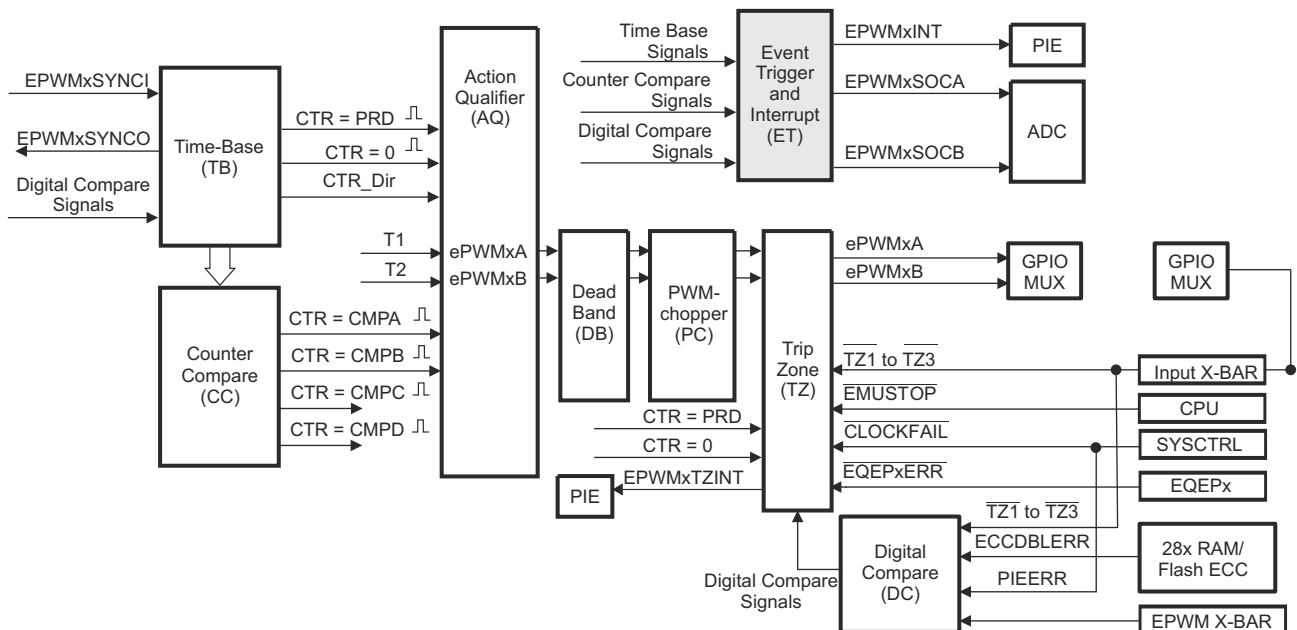 EPWMxSYNCI
EPWMxSYNCO
Digital Compare
Signals
Time-Base
(TB)
CTR = PRD
CTR = 0
CTR_Dir
T1
T2
Counter
Compare
(CC)
CTR = CMPA
CTR = CMPB
CTR = CMPC
CTR = CMPD
Action
Qualifier
(AQ)
ePWMxA
ePWMxB
Time Base
Signals
Counter Compare
Signals
Digital Compare
Signals
Event
Trigger
and
Interrupt
(ET)
EPWMxINT
EPWMxSOCA
EPWMxSOCB
PIE
ADC
Dead
Band
(DB)
PWM-
chopper
(PC)
Trip
Zone
(TZ)
CTR = PRD
CTR = 0
EPWMxTZINT
PIE
ePWMxA
ePWMxB
GPIO
MUX
GPIO
MUX
TZ1 to TZ3
EMUSTOP
CLOCKFAIL
EQEPxERR
Input X-BAR
CPU
SYSCTRL
EQEPx
Digital Compare
Signals
Digital
Compare
(DC)
TZ1 to TZ3
ECCDBLERR
PIEERR
28x RAM/
Flash ECC
EPWM X-BAR